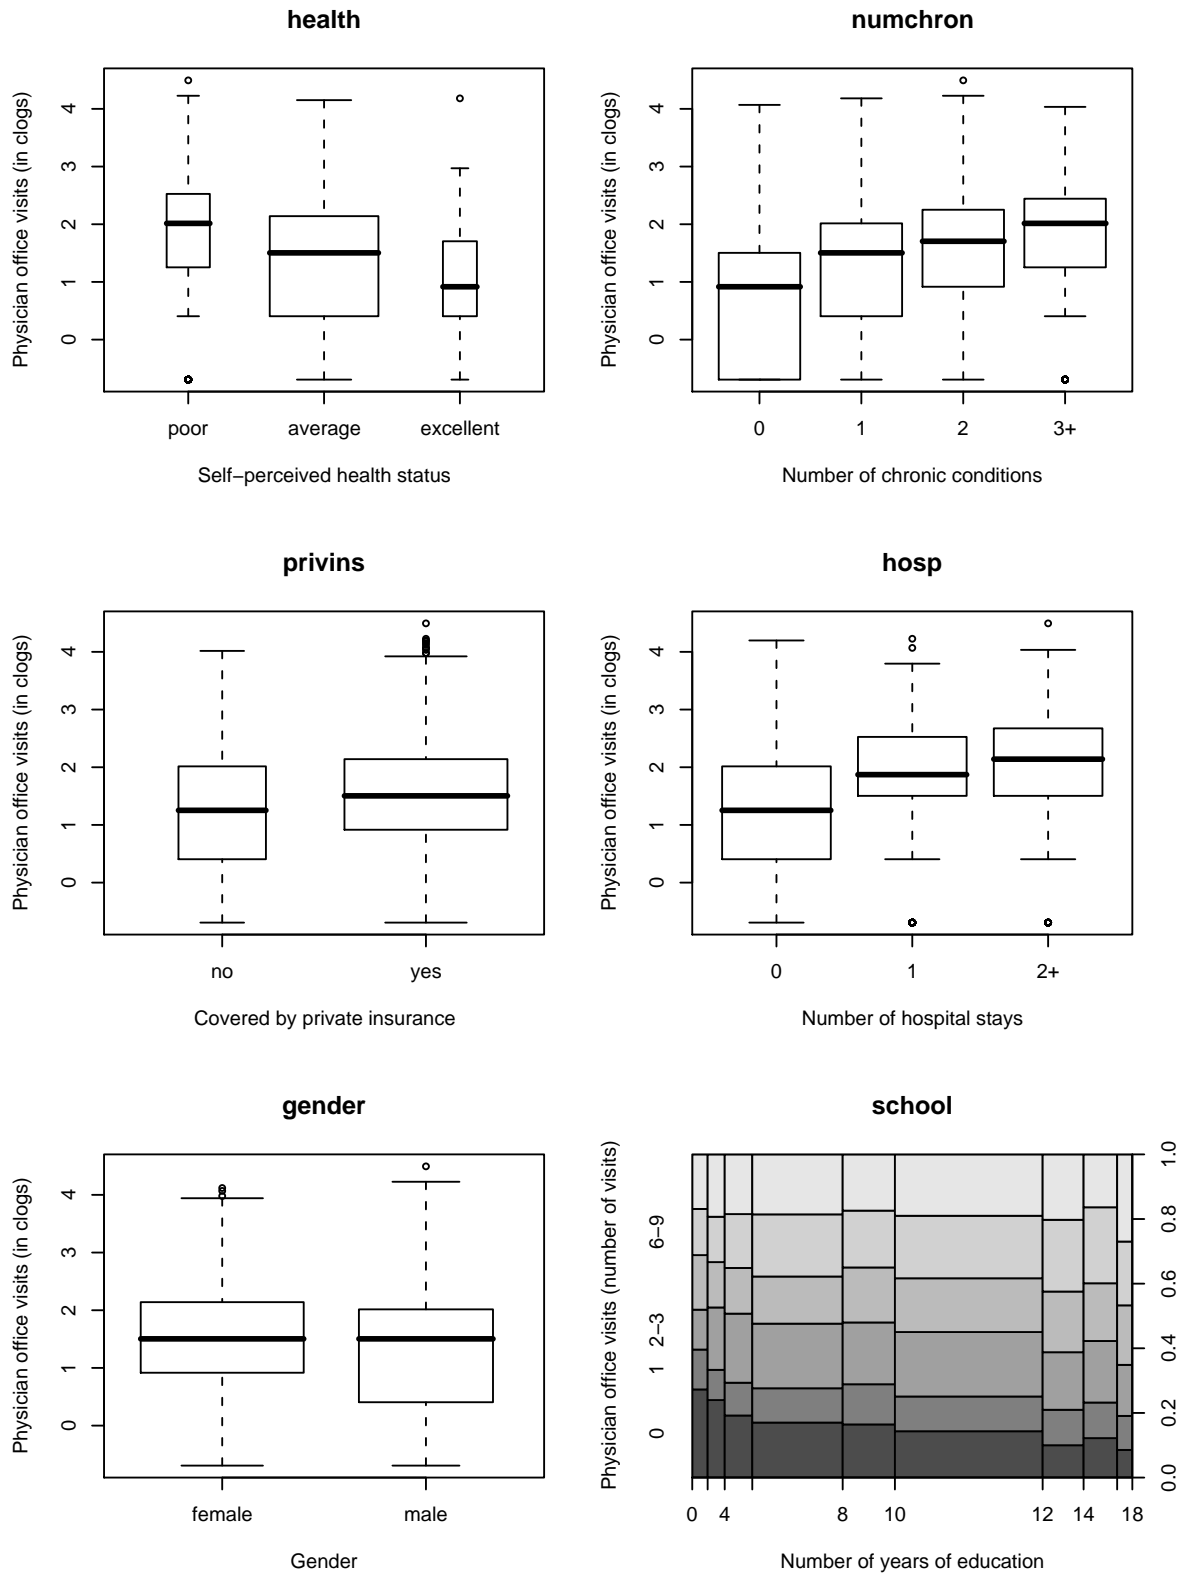 health
Physician office visits (in clogs)
4
3
2
1
0
poor average excellent
Self−perceived health status
numchron
Physician office visits (in clogs)
4
3
2
1
0
0 1 2 3+
Number of chronic conditions
privins
Physician office visits (in clogs)
4
3
2
1
0
no yes
Covered by private insurance
hosp
Physician office visits (in clogs)
4
3
2
1
0
0 1 2+
Number of hospital stays
gender
Physician office visits (in clogs)
4
3
2
1
0
female male
Gender
school
Physician office visits (number of visits)
6−9
2−3
1
0
1.0
0.8
0.6
0.4
0.2
0.0
0 4 8 10 12 14 18
Number of years of education